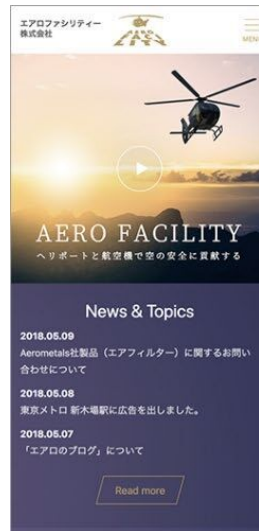 エアロファシリティー
株式会社
AERO
FACI
LITY
MENU
AERO FACILITY
ヘリポートと航空機で空の安全に貢献する
News & Topics
2018.05.09
Aerometals社製品（エアフィルター）に関するお問い
合わせについて
2018.05.08
東京メトロ 新木場駅に広告を出しました。
2018.05.07
「エアロのブログ」について
Read more